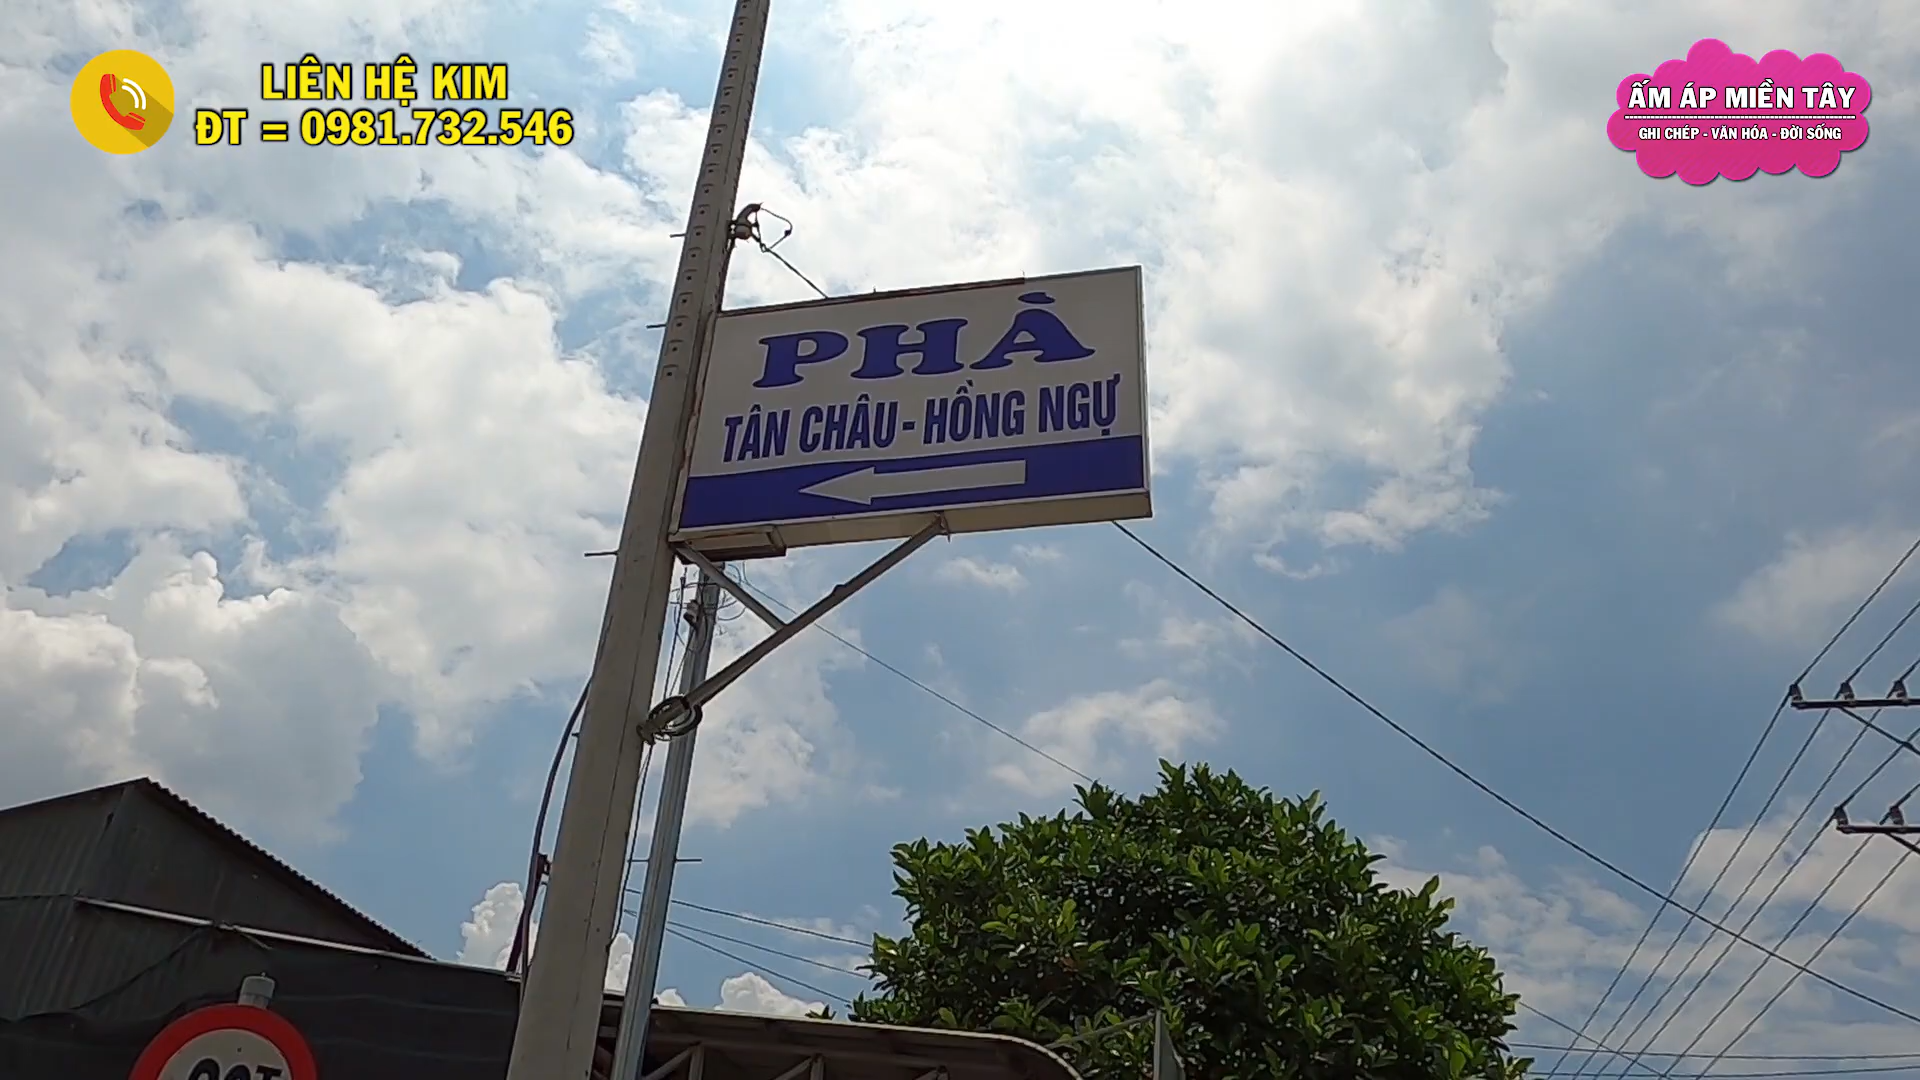 LIÊN HỆ KIM
ĐT = 0981.732.546
ẤM ÁP MIỀN TÂY
GHI CHÉP - VĂN HÓA - ĐỜI SỐNG
PHÀ
TÂN CHÂU - HỒNG NGỰ